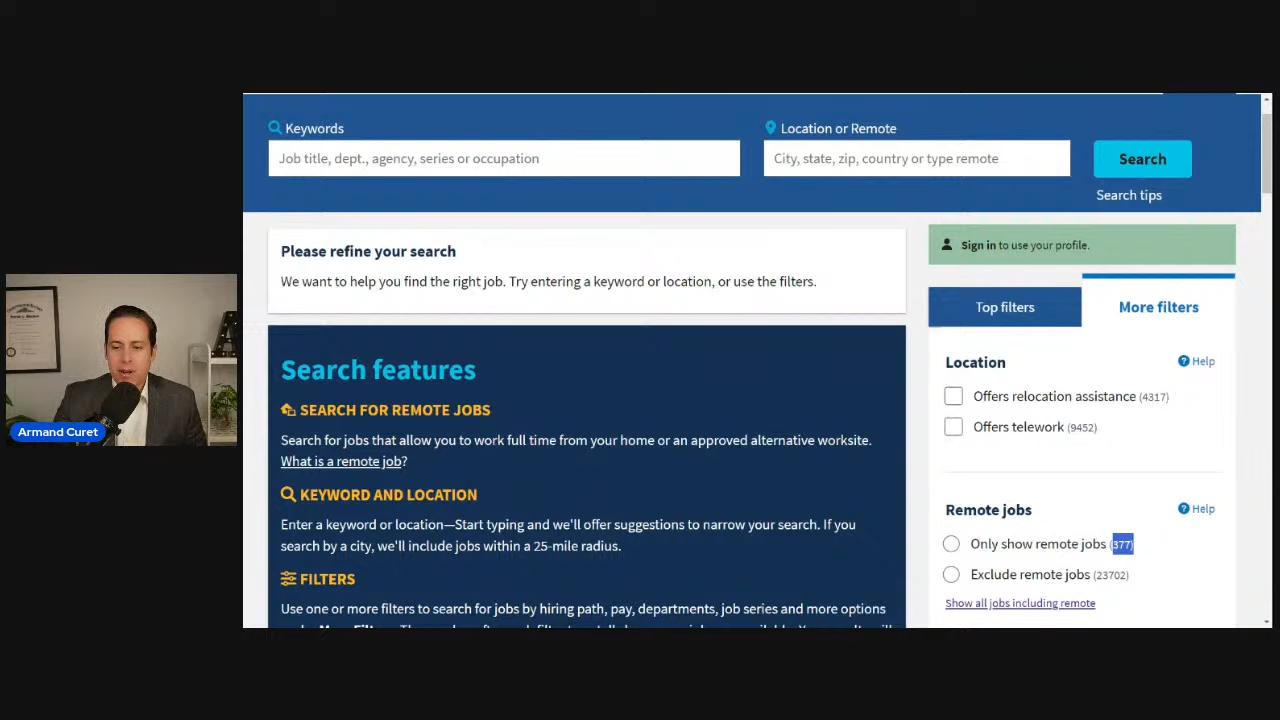 Keywords
Location or Remote
Job title, dept., agency, series or occupation
City, state, zip, country or type remote
Search
Search tips
Please refine your search
We want to help you find the right job. Try entering a keyword or location, or use the filters.
Sign in to use your profile.
Top filters
More filters
Search features
SEARCH FOR REMOTE JOBS
Search for jobs that allow you to work full time from your home or an approved alternative worksite.
What is a remote job?
KEYWORD AND LOCATION
Enter a keyword or location—Start typing and we'll offer suggestions to narrow your search. If you
search by a city, we'll include jobs within a 25-mile radius.
FILTERS
Use one or more filters to search for jobs by hiring path, pay, departments, job series and more options
Location
Help
Offers relocation assistance (4317)
Offers telework (9452)
Remote jobs
Help
Only show remote jobs (377)
Exclude remote jobs (23702)
Show all jobs including remote
Armand Curet